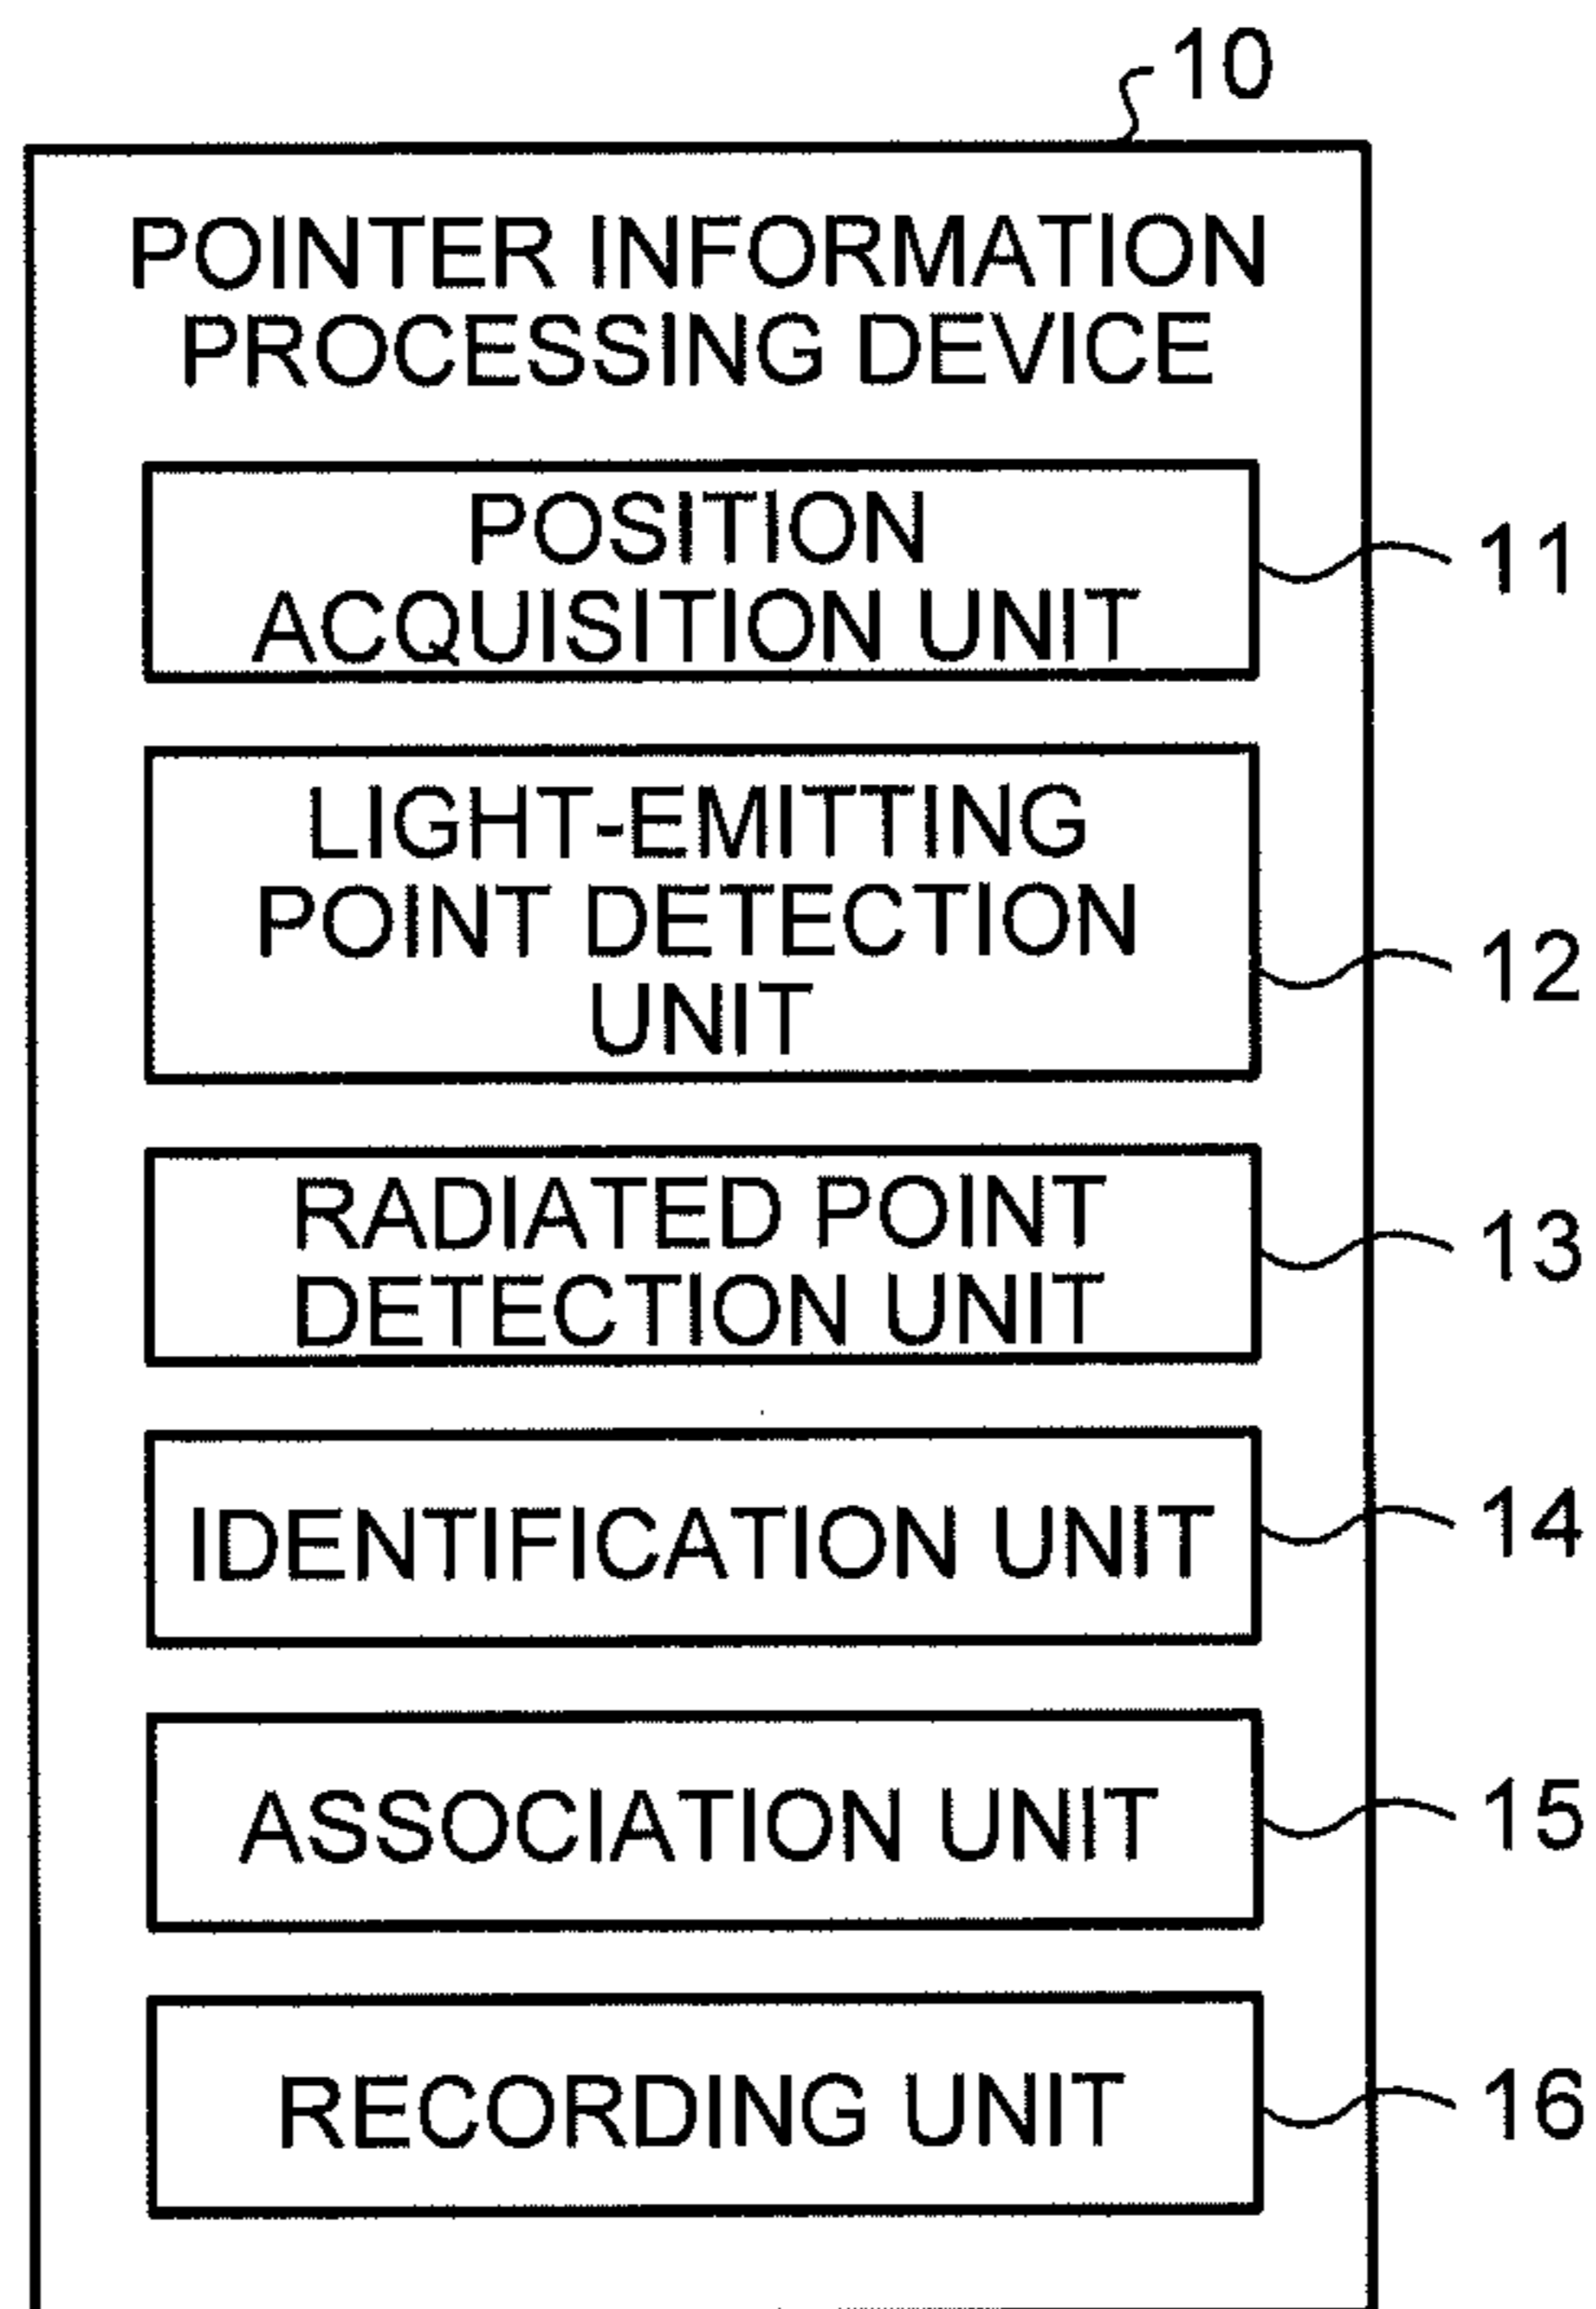 10
POINTER INFORMATION
PROCESSING DEVICE
POSITION
ACQUISITION UNIT
11
LIGHT-EMITTING
POINT DETECTION
UNIT
12
RADIATED POINT
DETECTION UNIT
13
IDENTIFICATION UNIT
14
ASSOCIATION UNIT
15
RECORDING UNIT
16